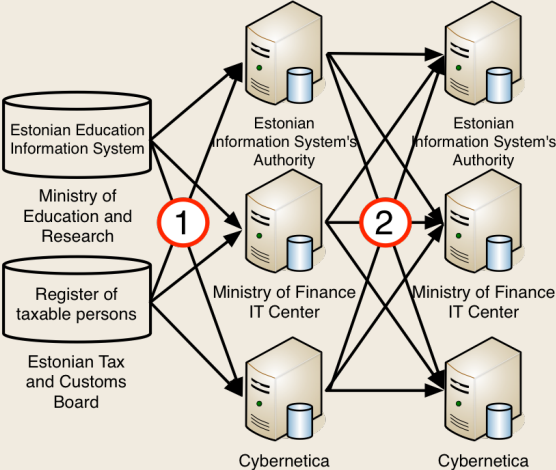 Estonian Education
Information System
Ministry of
Education and
Research
Register of
taxable persons
Estonian Tax
and Customs
Board
1
Estonian
Information System's
Authority
Ministry of Finance
IT Center
Cybernetica
2
Estonian
Information System's
Authority
Ministry of Finance
IT Center
Cybernetica